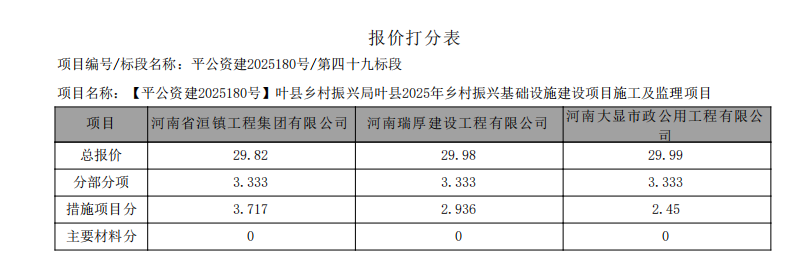 报价打分表
项目编号/标段名称：平公资建2025180号/第四十九标段
项目名称：【平公资建2025180号】叶县乡村振兴局叶县2025年乡村振兴基础设施建设项目施工及监理项目
项目 河南省洹镇工程集团有限公司 河南瑞厚建设工程有限公司 河南大显市政公用工程有限公
司
总报价 29.82 29.98 29.99
分部分项 3.333 3.333 3.333
措施项目分 3.717 2.936 2.45
主要材料分 0 0 0